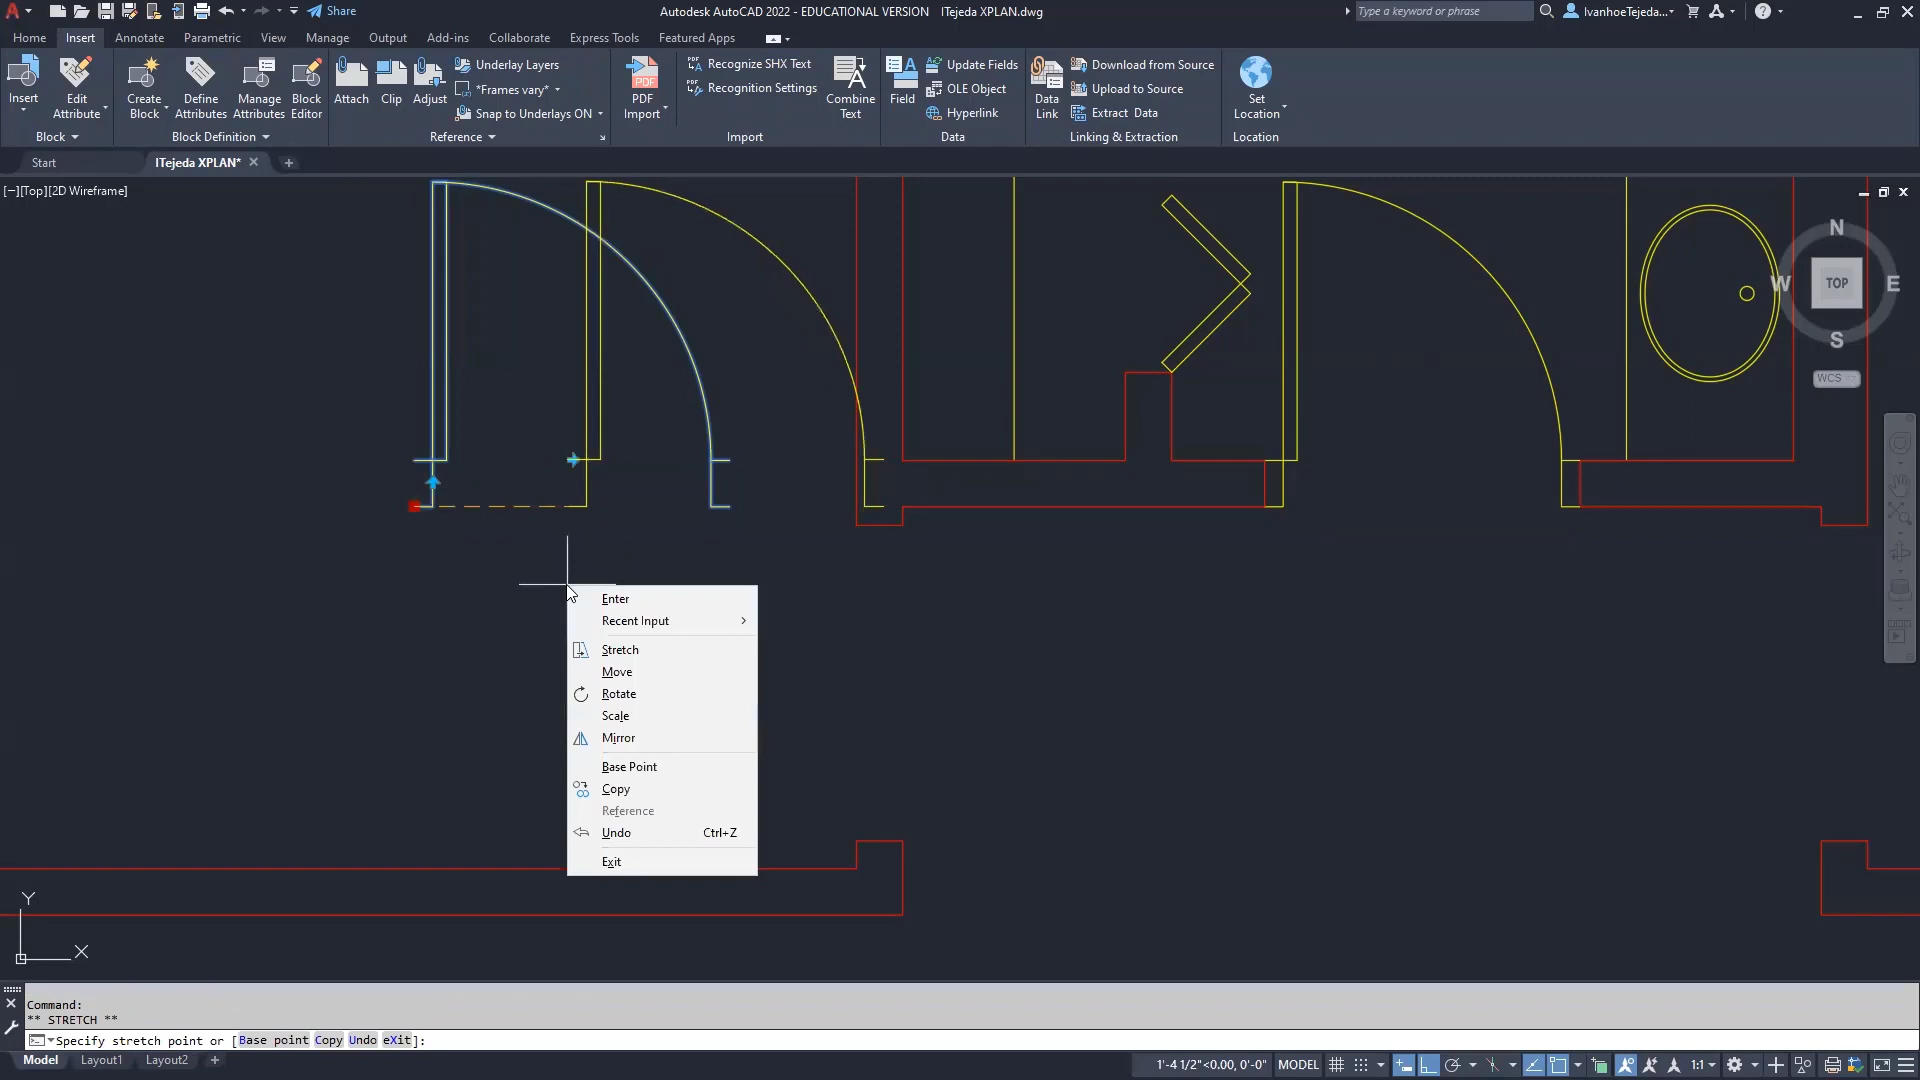 Share
Autodesk AutoCAD 2022 - EDUCATIONAL VERSION ITejeda XPLAN.dwg
Type a keyword or phrase
IvanhoeTejeda...
Home Insert Annotate Parametric View Manage Output Add-ins Collaborate Express Tools Featured Apps
Insert
Edit Attribute
Create Block
Define Attributes
Manage Attributes
Block Editor
Attach
Clip
Adjust
Underlay Layers
*Frames vary*
Snap to Underlays ON
PDF
PDF Import
PDF
Recognize SHX Text
PDF
Recognition Settings
Combine Text
Field
Update Fields
OLE Object
Hyperlink
Data Link
Download from Source
Upload to Source
Extract Data
Set Location
Block
Block Definition
Reference
Import
Data
Linking & Extraction
Location
Start
ITejeda XPLAN*
[−][Top][2D Wireframe]
N
W TOP E
S
WCS
Enter
Recent Input
Stretch
Move
Rotate
Scale
Mirror
Base Point
Copy
Reference
Undo Ctrl+Z
Exit
Y
X
Command:
** STRETCH **
Specify stretch point or [Base point Copy Undo eXit]:
Model Layout1 Layout2
1'-4 1/2"<0.00, 0'-0" MODEL
1:1